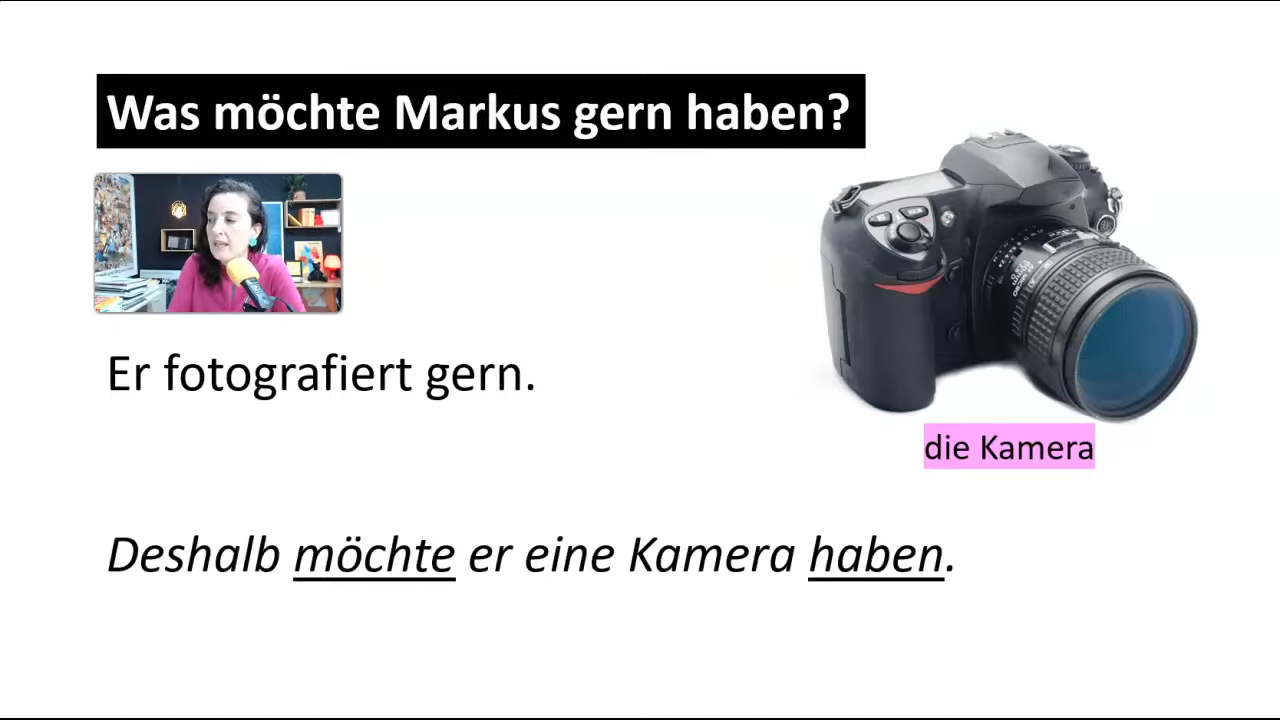 Was möchte Markus gern haben?
Er fotografiert gern.
die Kamera
Deshalb möchte er eine Kamera haben.